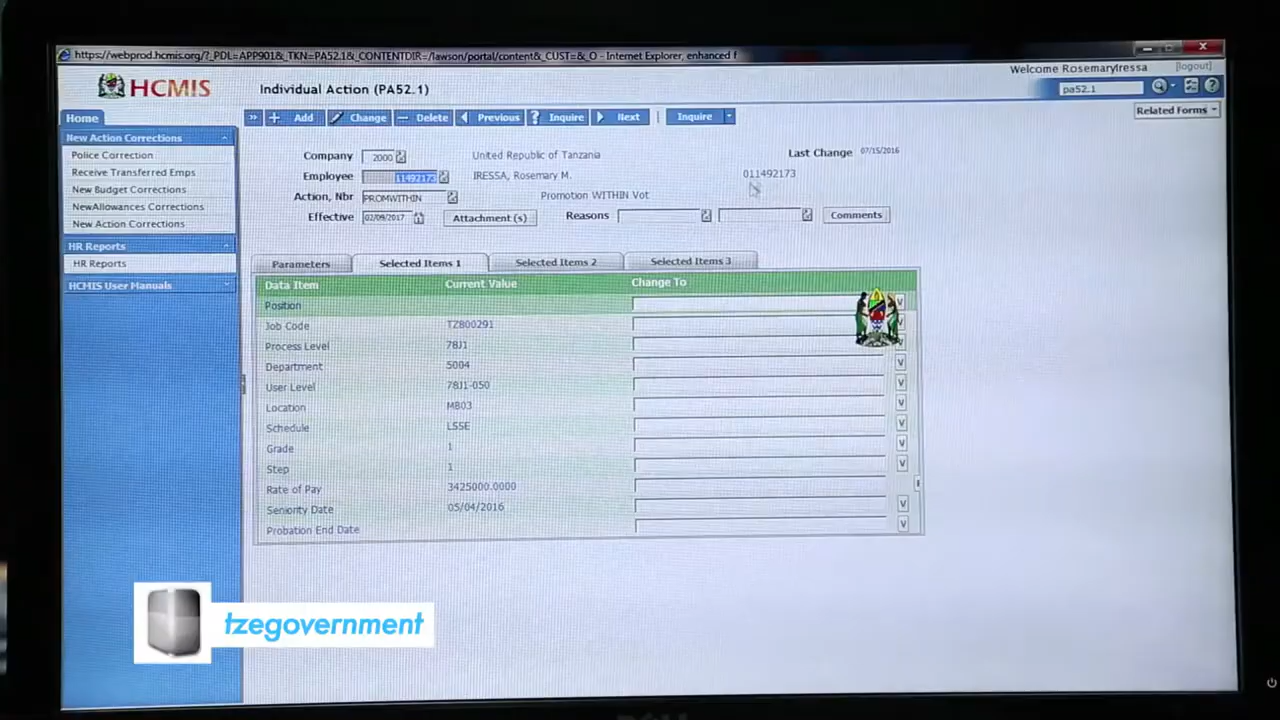 https://webprod.hcmis.org/?_PDL=APP901&_TKN=PA52.1&_CONTENTDIR=/lawson/portal/content&_CUST=&_O - Internet Explorer, enhanced f
Welcome RosemaryIressa [logout]
HCMIS Individual Action (PA52.1) pa52.1
Home Add Change Delete Previous Inquire Next Inquire Related Forms
New Action Corrections
Police Correction
Receive Transferred Emps
New Budget Corrections
NewAllowances Corrections
New Action Corrections
HR Reports
HR Reports
HCMIS User Manuals
Company 2000 United Republic of Tanzania Last Change 07/15/2016
Employee 11492173 IRESSA, Rosemary M. 011492173
Action, Nbr PROMWITHIN Promotion WITHIN Vot
Effective 02/09/2017 Attachment (s) Reasons Comments
Parameters Selected Items 1 Selected Items 2 Selected Items 3
Data Item Current Value Change To
Position
Job Code TZ800291
Process Level 78J1
Department 5004
User Level 78J1-050
Location MB03
Schedule LSSE
Grade 1
Step 1
Rate of Pay 3425000.0000
Seniority Date 05/04/2016
Probation End Date
tzegovernment